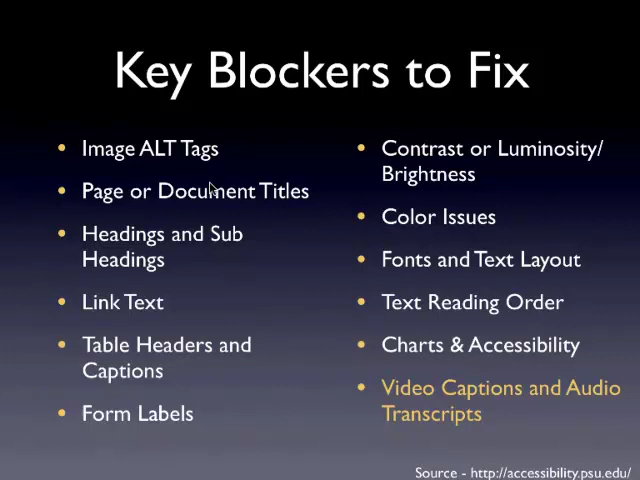 Key Blockers to Fix
Image ALT Tags
Page or Document Titles
Headings and Sub
Headings
Link Text
Table Headers and
Captions
Form Labels
Contrast or Luminosity/
Brightness
Color Issues
Fonts and Text Layout
Text Reading Order
Charts & Accessibility
Video Captions and Audio
Transcripts
Source - http://accessibility.psu.edu/